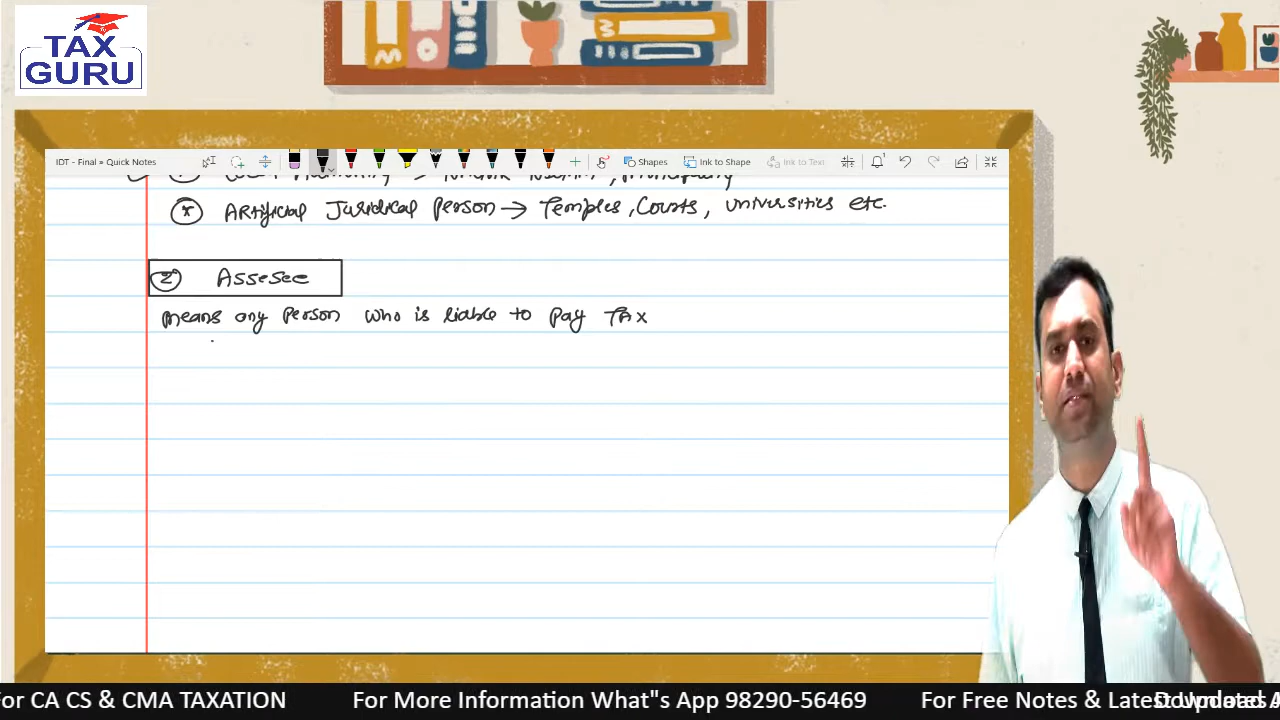 TAX
GURU
IDT - Final » Quick Notes
Shapes
Ink to Shape
Ink to Text
Artificial Juridical Person → Temples, Courts, universities etc.
2 Assesee
means any Person who is liable to pay Tax
For CA CS & CMA TAXATION For More Information What"s App 98290-56469 For Free Notes & Latest